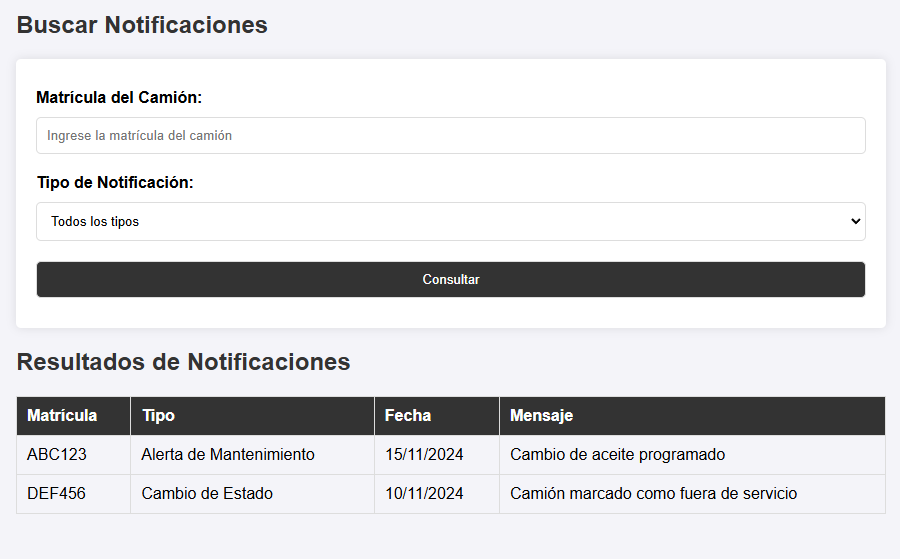 Buscar Notificaciones
Matrícula del Camión:
Ingrese la matrícula del camión
Tipo de Notificación:
Todos los tipos
Consultar
Resultados de Notificaciones
Matrícula Tipo Fecha Mensaje
ABC123 Alerta de Mantenimiento 15/11/2024 Cambio de aceite programado
DEF456 Cambio de Estado 10/11/2024 Camión marcado como fuera de servicio